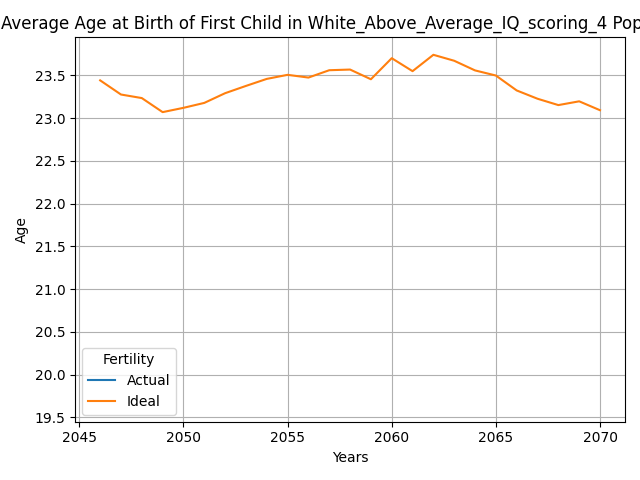 Average Age at Birth of First Child in White_Above_Average_IQ_scoring_4 Pop
23.5
23.0
22.5
22.0
21.5
21.0
20.5
20.0
19.5
Age
Fertility
Actual
Ideal
2045 2050 2055 2060 2065 2070
Years